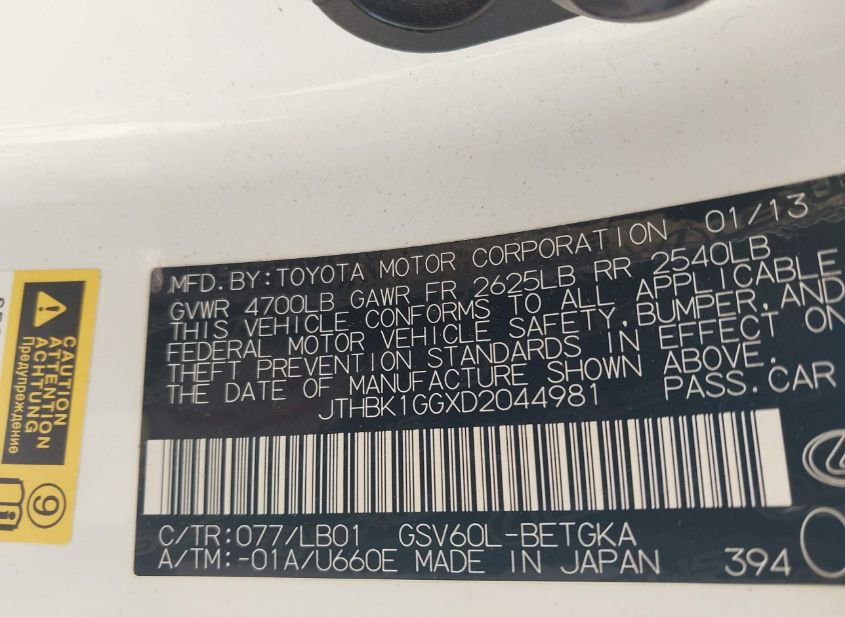 MFD.BY:TOYOTA MOTOR CORPORATION 01/13
GVWR 4700LB GAWR FR 2625LB RR 2540LB
THIS VEHICLE CONFORMS TO ALL APPLICABLE
FEDERAL MOTOR VEHICLE SAFETY,BUMPER,AND
THEFT PREVENTION STANDARDS IN EFFECT ON
THE DATE OF MANUFACTURE SHOWN ABOVE.
JTHBK1GGXD2044981 PASS.CAR
C/TR:077/LB01 GSV60L-BETGKA
A/TM:-01A/U660E MADE IN JAPAN 394
CAUTION
ATTENTION
ACHTUNG
Предупреждение